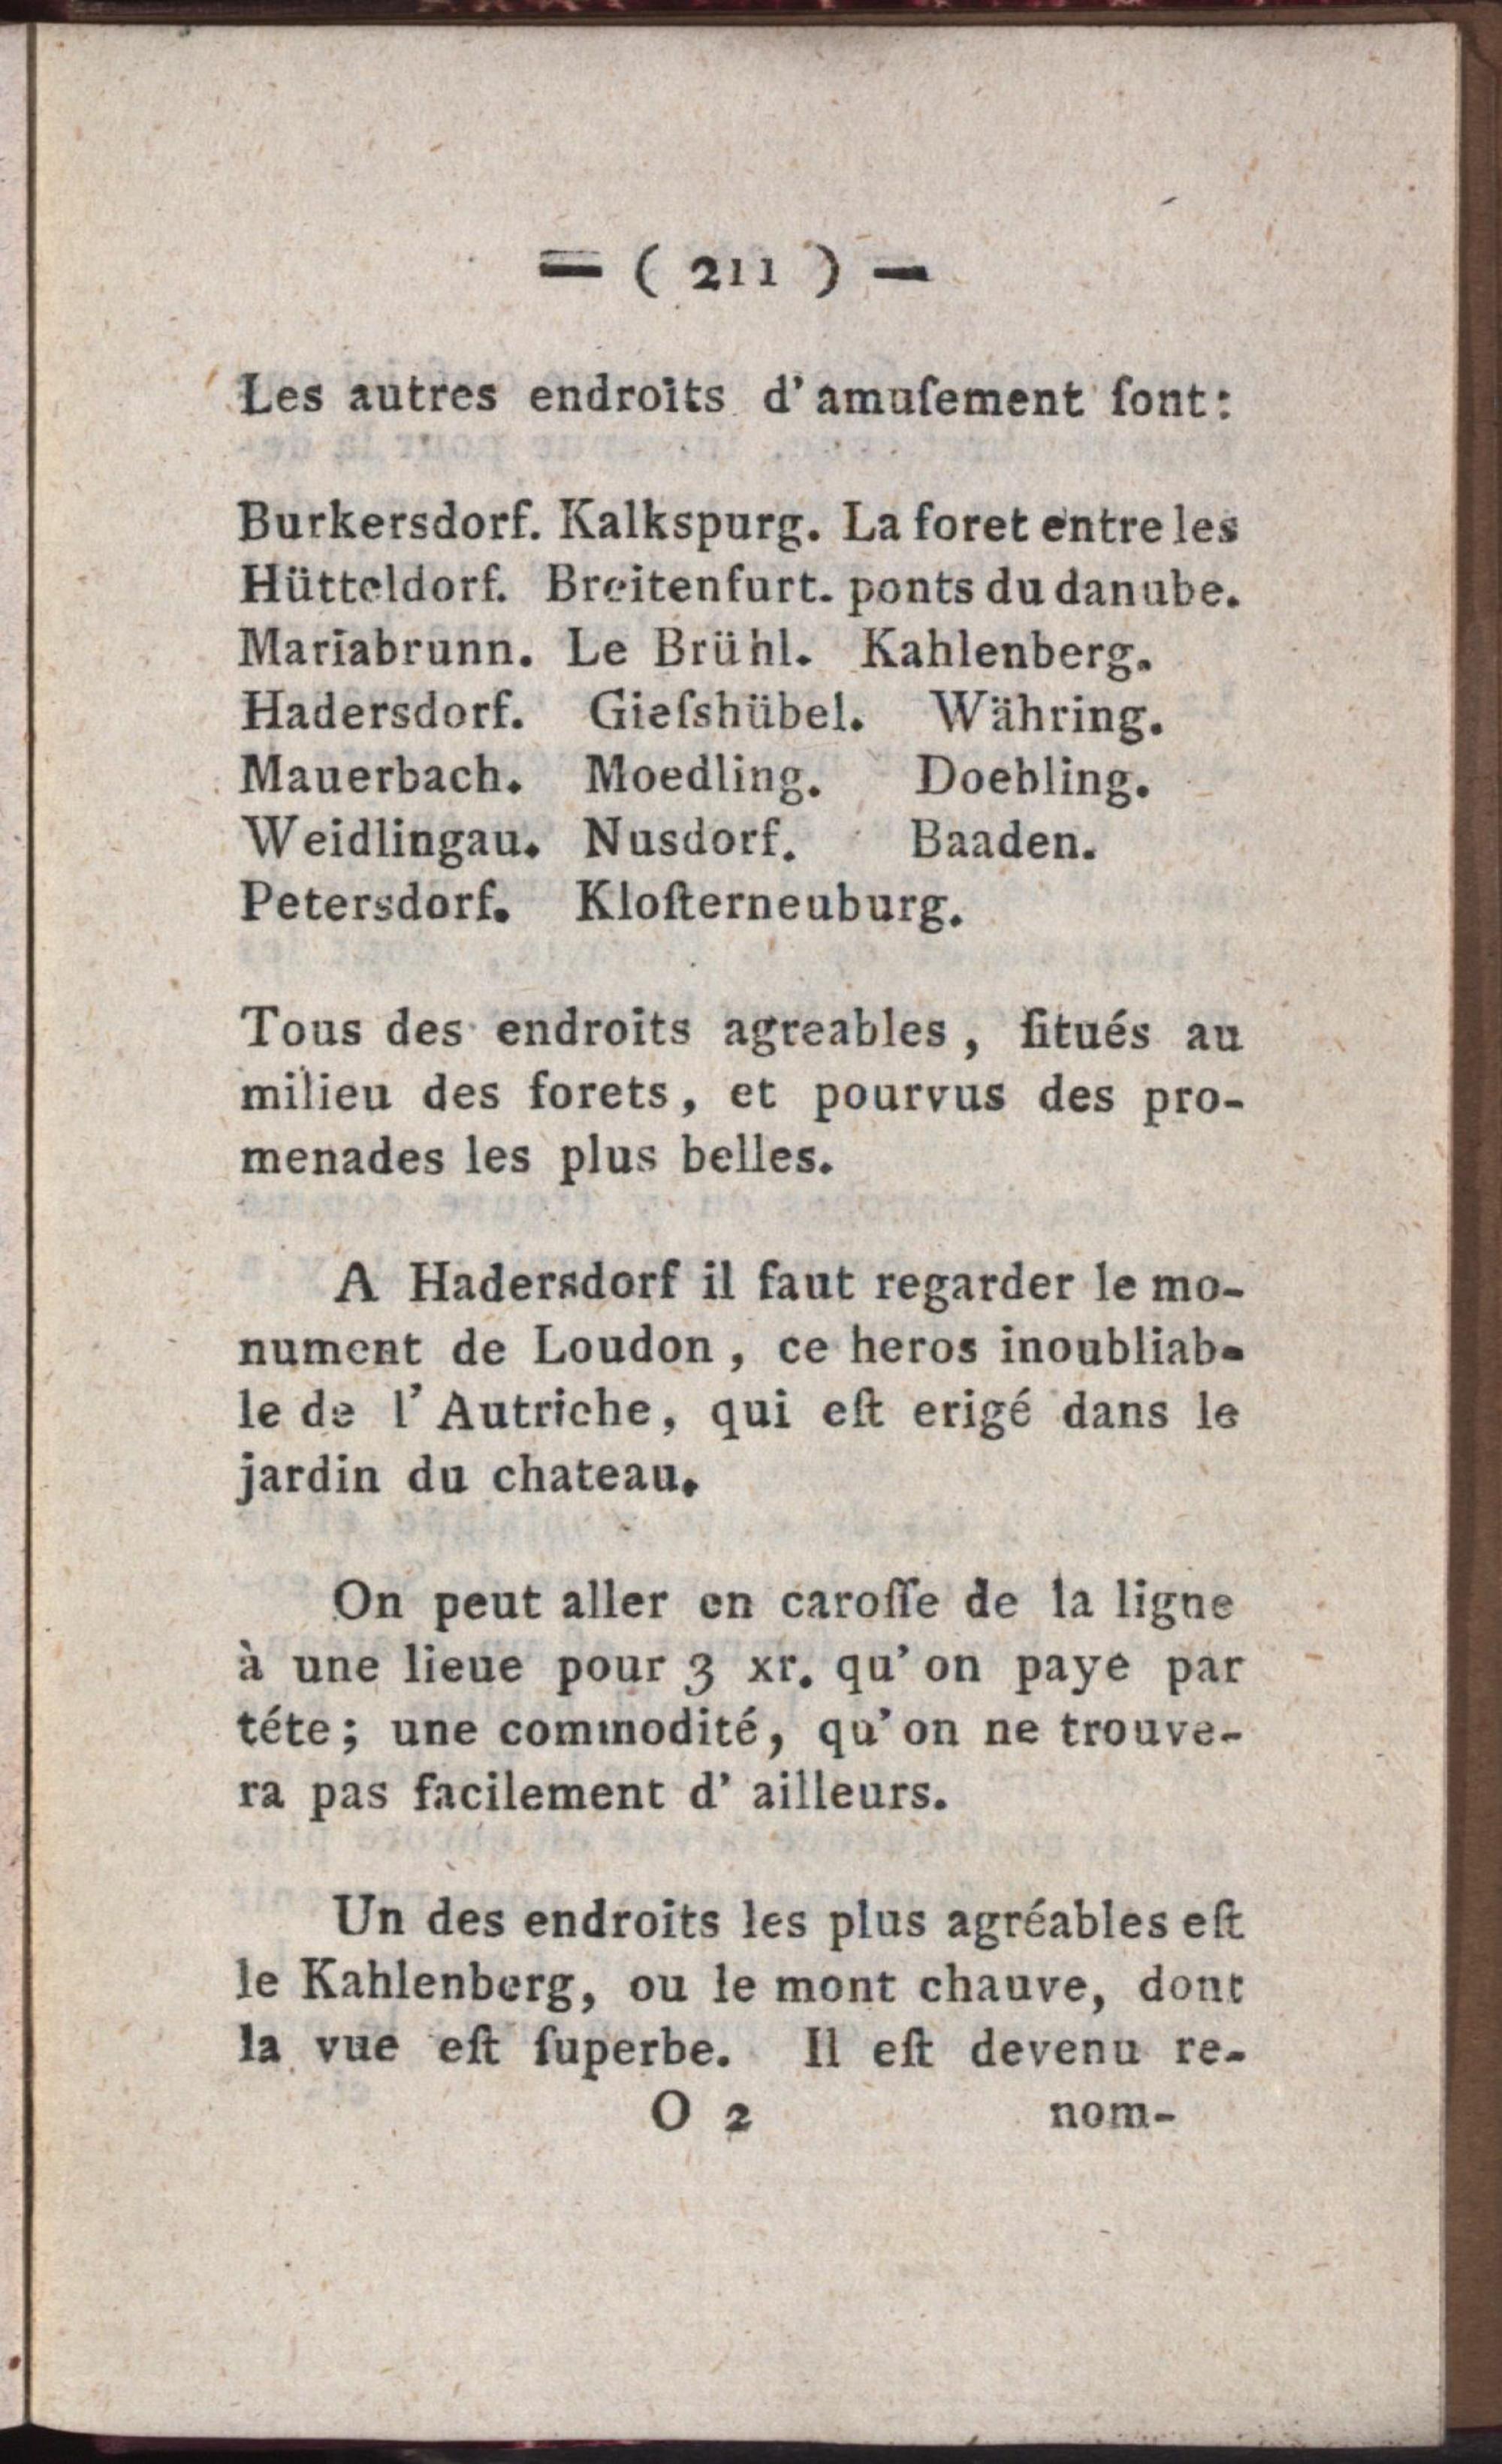 — ( 211 ) —
Les autres endroits d'amuſement ſont:
Burkersdorf. Kalkspurg. La foret entre les
Hütteldorf. Breitenfurt. ponts du danube.
Mariabrunn. Le Brühl. Kahlenberg.
Hadersdorf. Gieſshübel. Währing.
Mauerbach. Moedling. Doebling.
Weidlingau. Nusdorf. Baaden.
Petersdorf. Kloſterneuburg.
Tous des endroits agreables, ſitués au
milieu des forets, et pourvus des pro-
menades les plus belles.
A Hadersdorf il faut regarder le mo-
nument de Loudon, ce heros inoubliab-
le de l'Autriche, qui eſt erigé dans le
jardin du chateau.
On peut aller en caroſſe de la ligne
à une lieue pour 3 xr. qu'on paye par
téte; une commodité, qu'on ne trouve-
ra pas facilement d'ailleurs.
Un des endroits les plus agréables eſt
le Kahlenberg, ou le mont chauve, dont
la vue eſt ſuperbe. Il eſt devenu re-
O 2 nom-